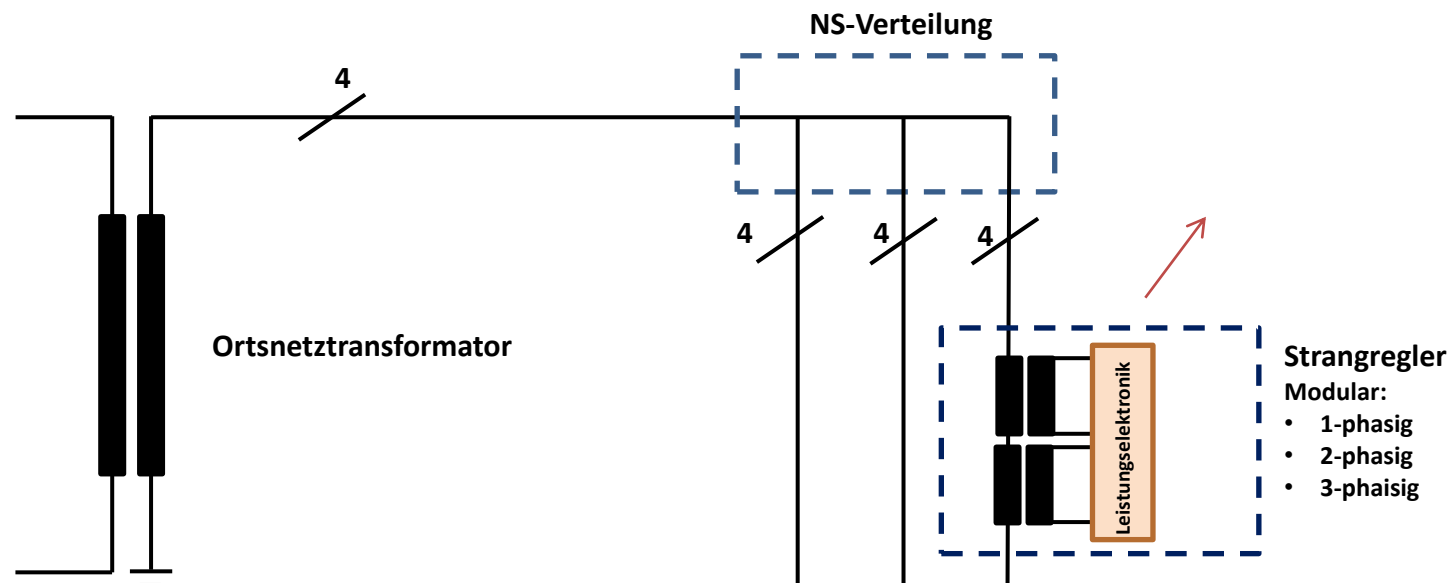 NS-Verteilung
4
4
4
4
Ortsnetztransformator
Leistungselektronik
Strangregler
Modular:
• 1-phasig
• 2-phasig
• 3-phaisig